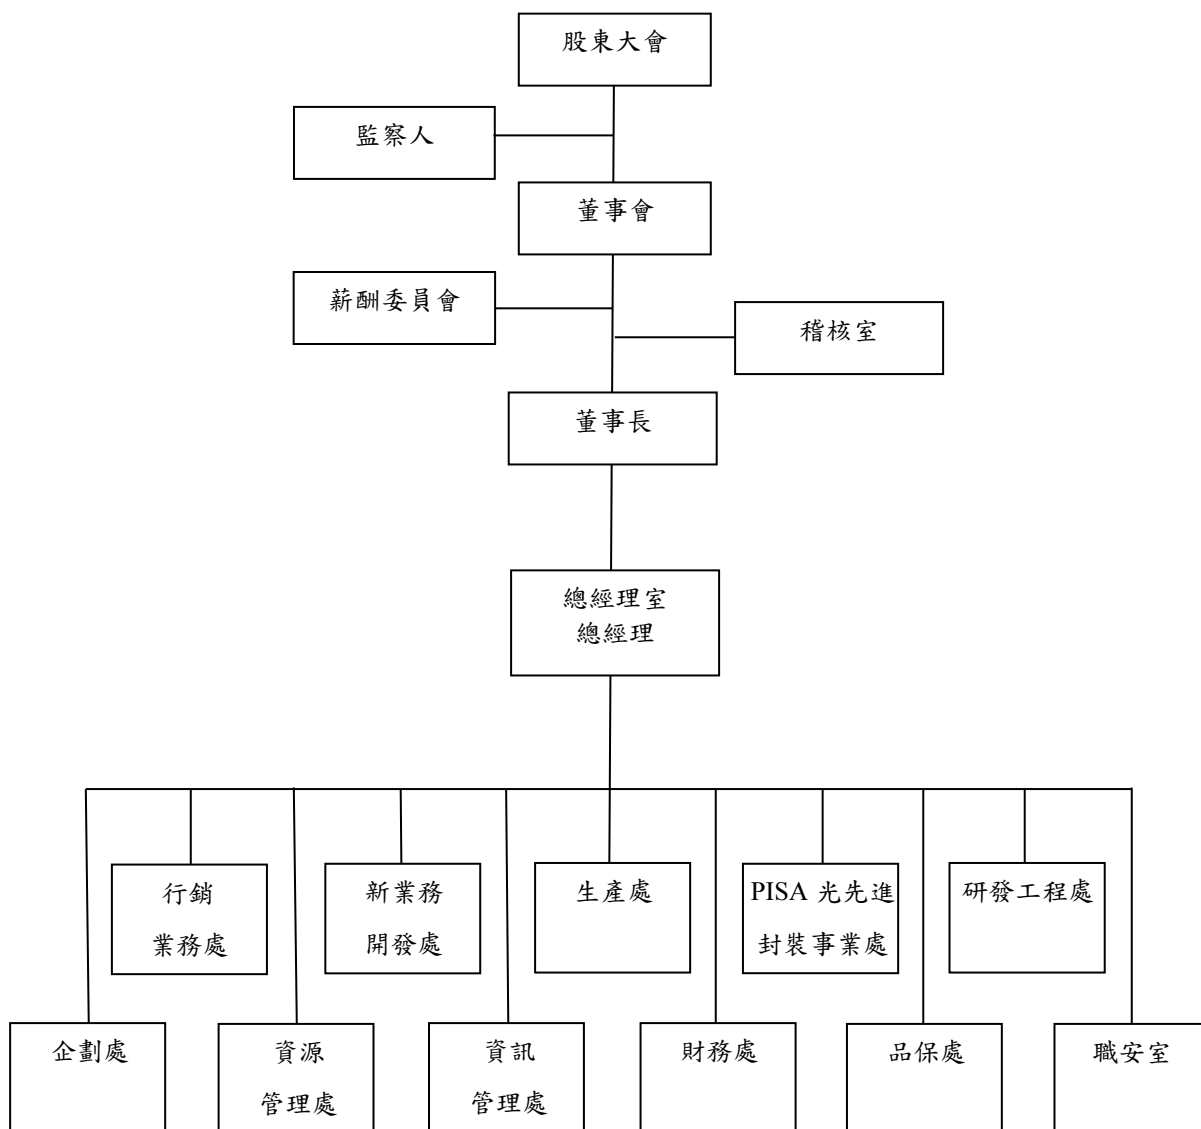 股東大會
監察人
董事會
薪酬委員會
稽核室
董事長
總經理室
總經理
行銷
業務處
新業務
開發處
生產處
PISA 光先進
封裝事業處
研發工程處
企劃處
資源
管理處
資訊
管理處
財務處
品保處
職安室